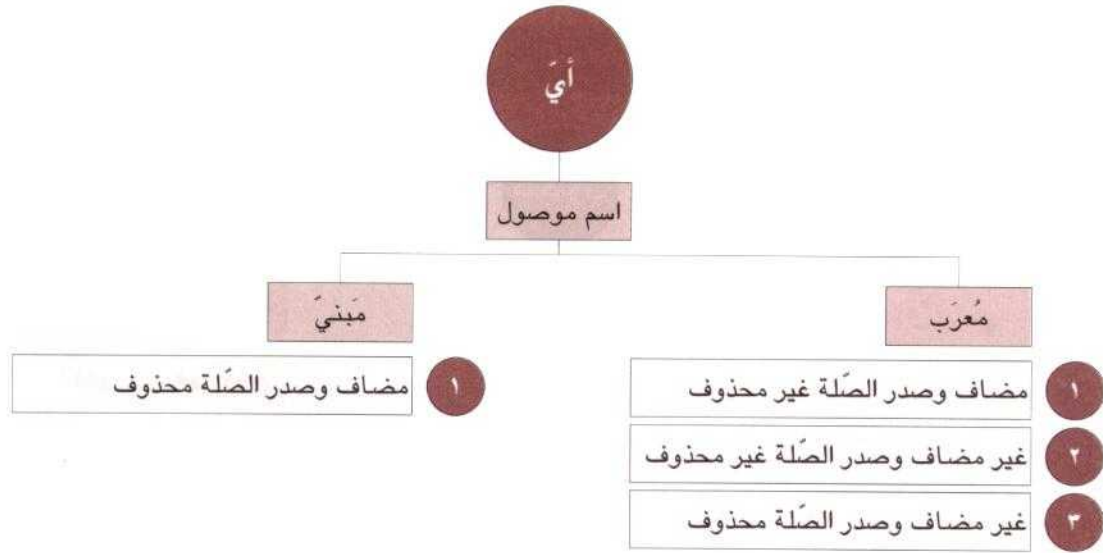 أيّ
اسم موصول
مُعرَب
١ مضاف وصدر الصّلة غير محذوف
٢ غير مضاف وصدر الصّلة غير محذوف
٣ غير مضاف وصدر الصّلة محذوف
مَبنيّ
١ مضاف وصدر الصّلة محذوف